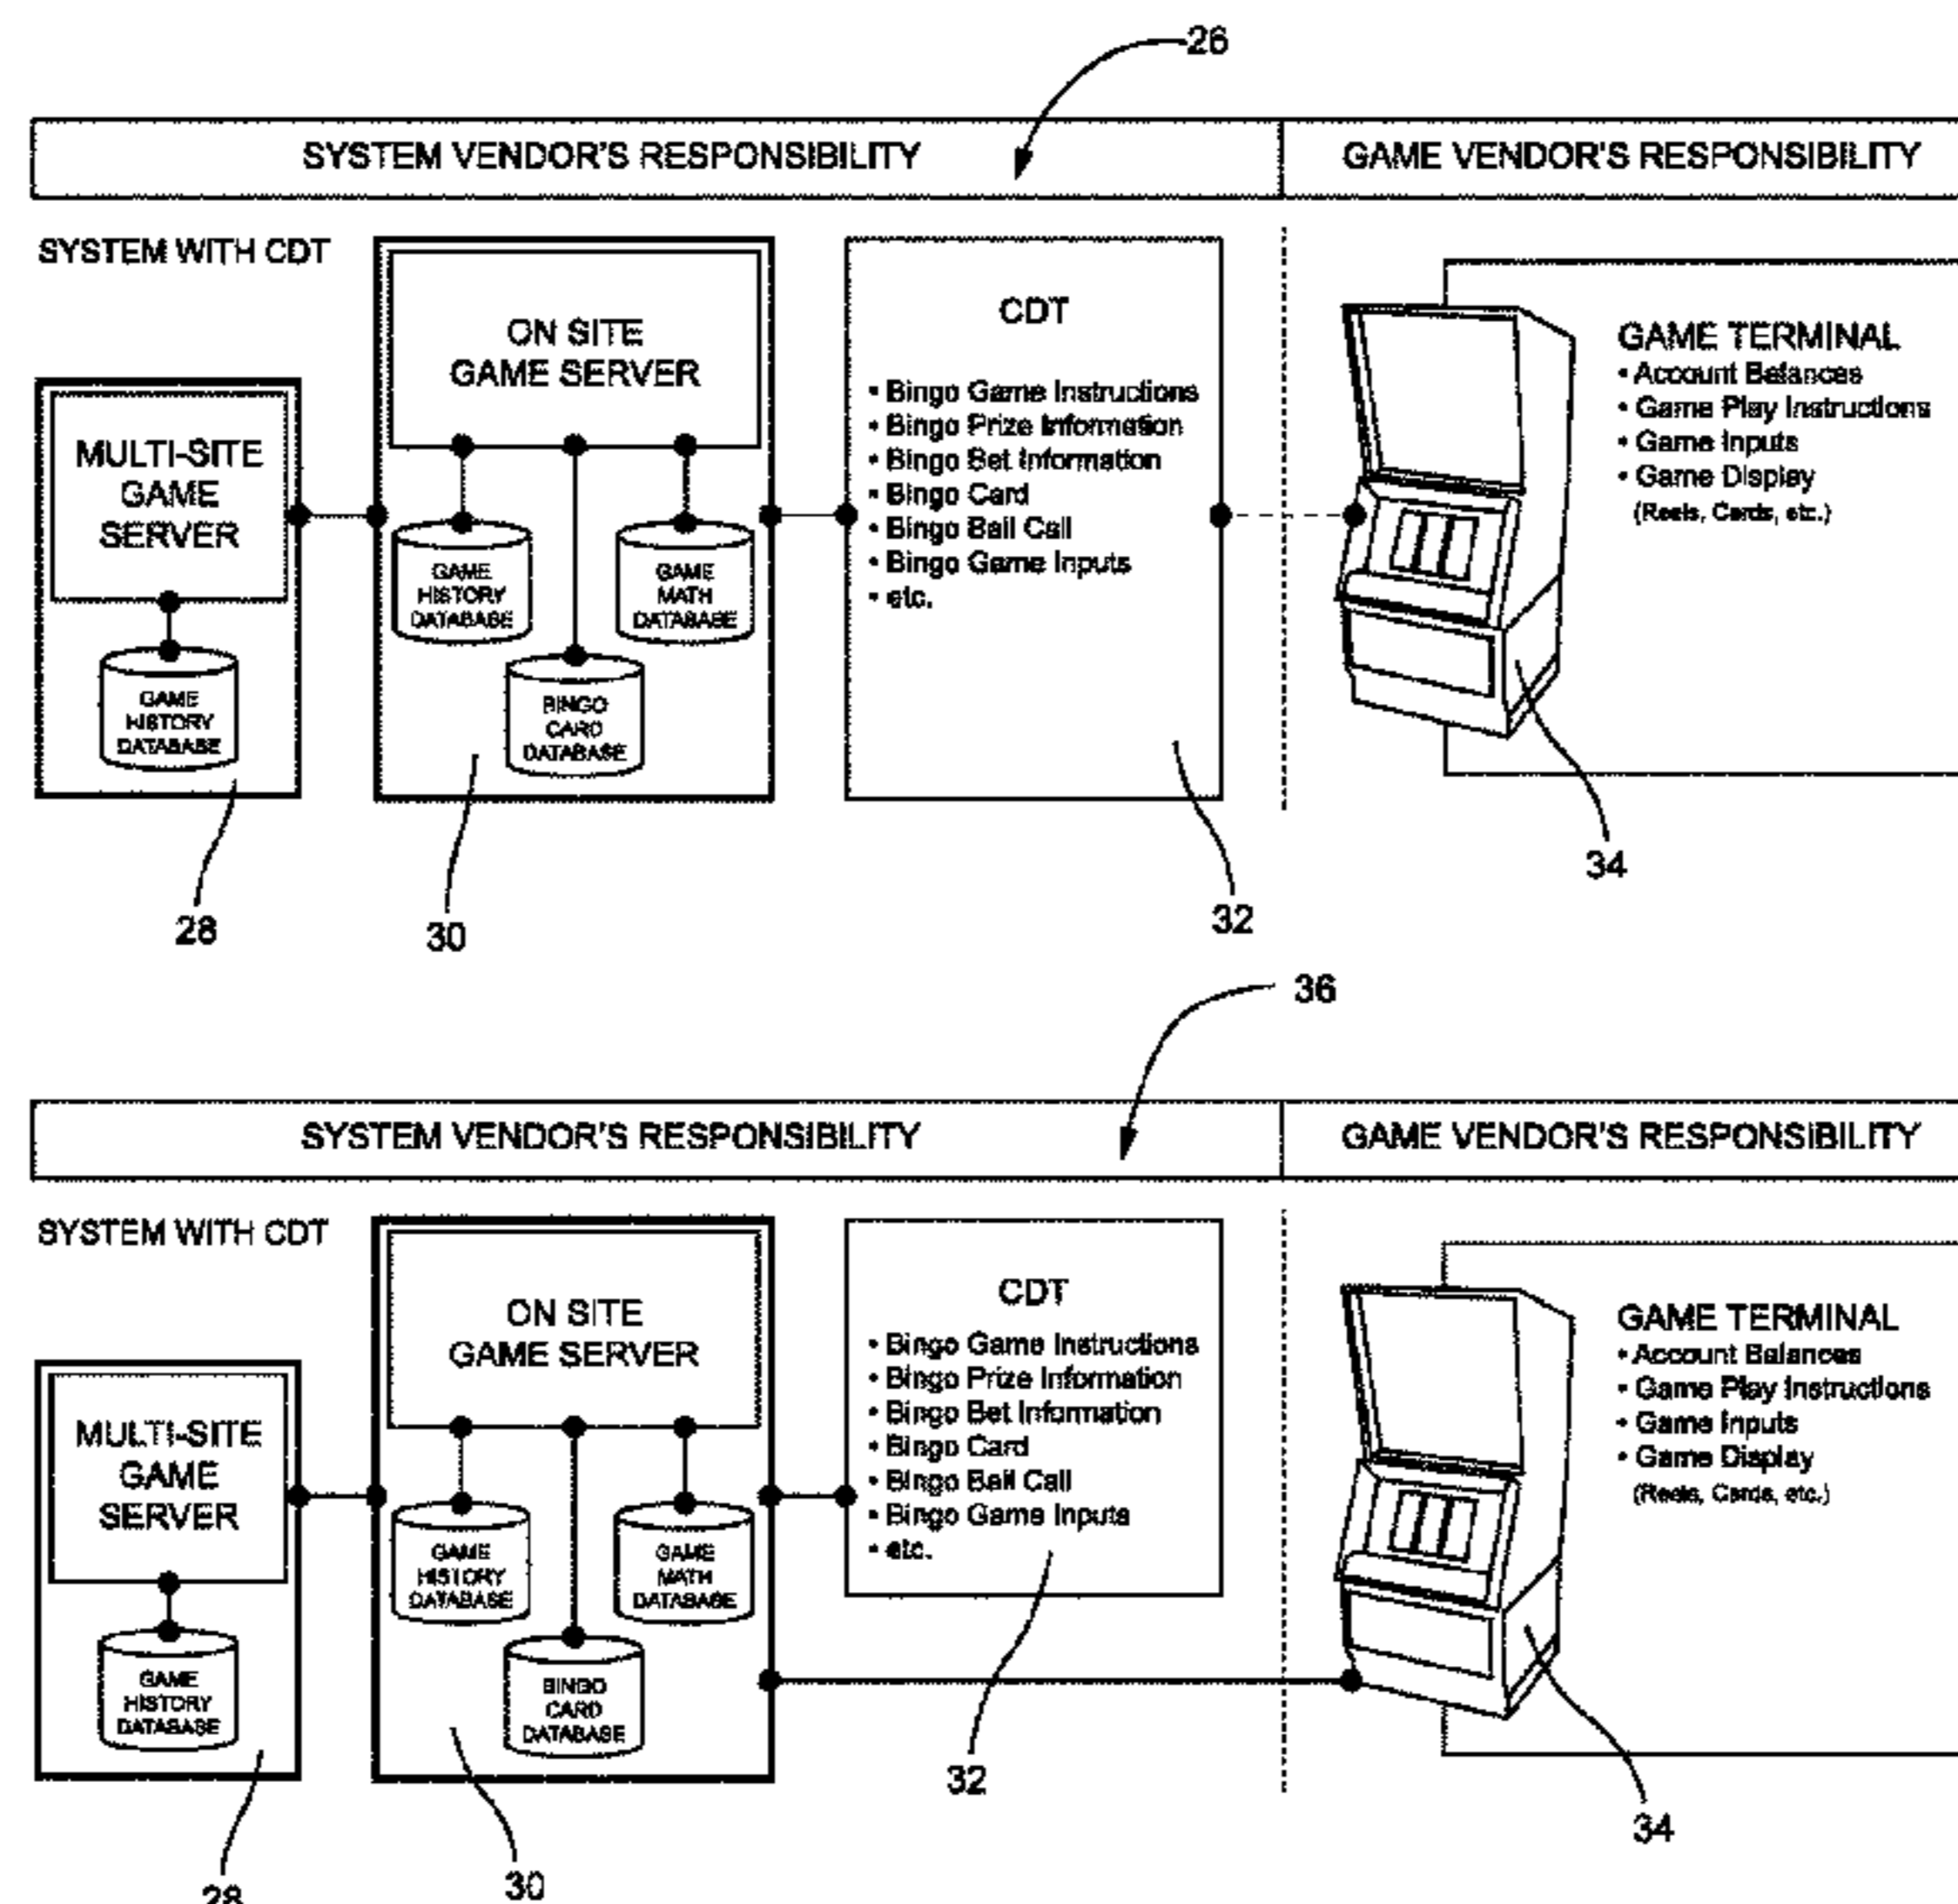 26
SYSTEM VENDOR'S RESPONSIBILITY
GAME VENDOR'S RESPONSIBILITY
SYSTEM WITH CDT
MULTI-SITE
GAME
SERVER
GAME
HISTORY
DATABASE
ON SITE
GAME SERVER
GAME
HISTORY
DATABASE
GAME
MATH
DATABASE
BINGO
CARD
DATABASE
CDT
• Bingo Game Instructions
• Bingo Prize Information
• Bingo Bet Information
• Bingo Card
• Bingo Ball Call
• Bingo Game Inputs
• etc.
GAME TERMINAL
• Account Balances
• Game Play Instructions
• Game Inputs
• Game Display
(Reels, Cards, etc.)
28
30
32
34
36
SYSTEM VENDOR'S RESPONSIBILITY
GAME VENDOR'S RESPONSIBILITY
SYSTEM WITH CDT
MULTI-SITE
GAME
SERVER
GAME
HISTORY
DATABASE
ON SITE
GAME SERVER
GAME
HISTORY
DATABASE
GAME
MATH
DATABASE
BINGO
CARD
DATABASE
CDT
• Bingo Game Instructions
• Bingo Prize Information
• Bingo Bet Information
• Bingo Card
• Bingo Ball Call
• Bingo Game Inputs
• etc.
GAME TERMINAL
• Account Balances
• Game Play Instructions
• Game Inputs
• Game Display
(Reels, Cards, etc.)
28
30
32
34